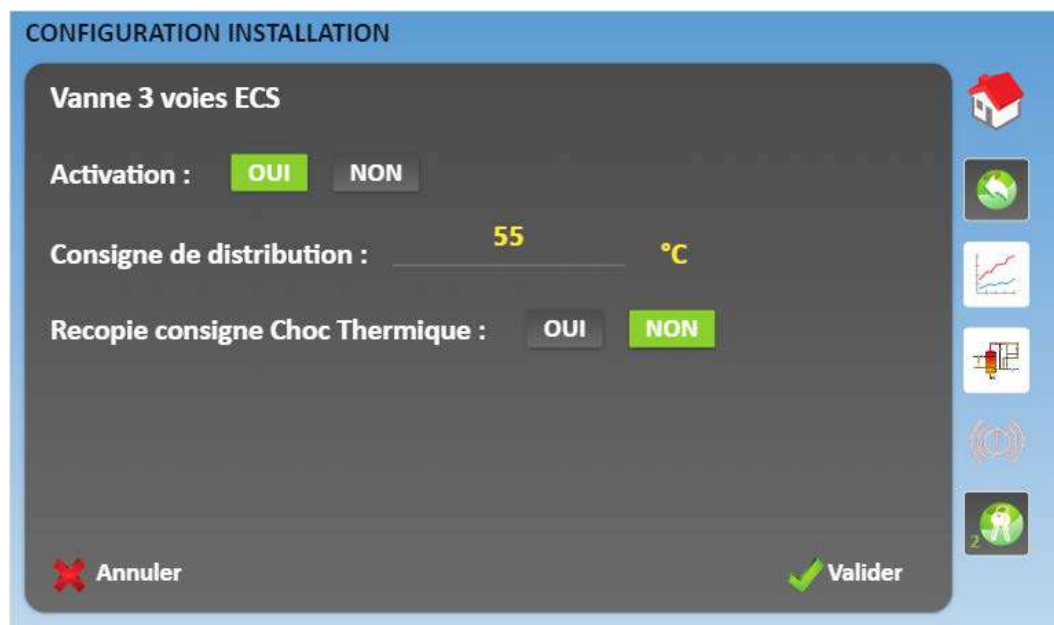 CONFIGURATION INSTALLATION
Vanne 3 voies ECS
Activation : OUI NON
Consigne de distribution : 55 °C
Recopie consigne Choc Thermique : OUI NON
2
Annuler Valider